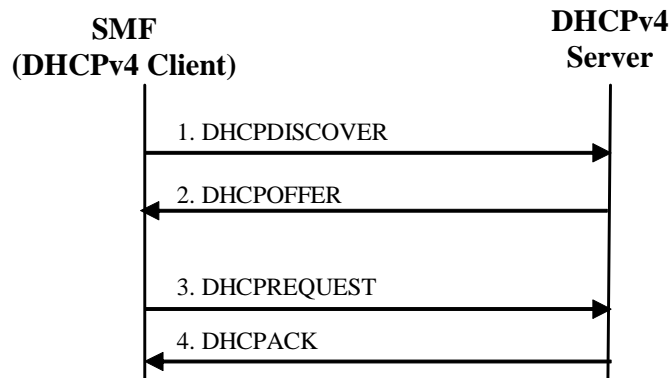 SMF
(DHCPv4 Client)
DHCPv4
Server
1. DHCPDISCOVER
2. DHCPOFFER
3. DHCPREQUEST
4. DHCPACK